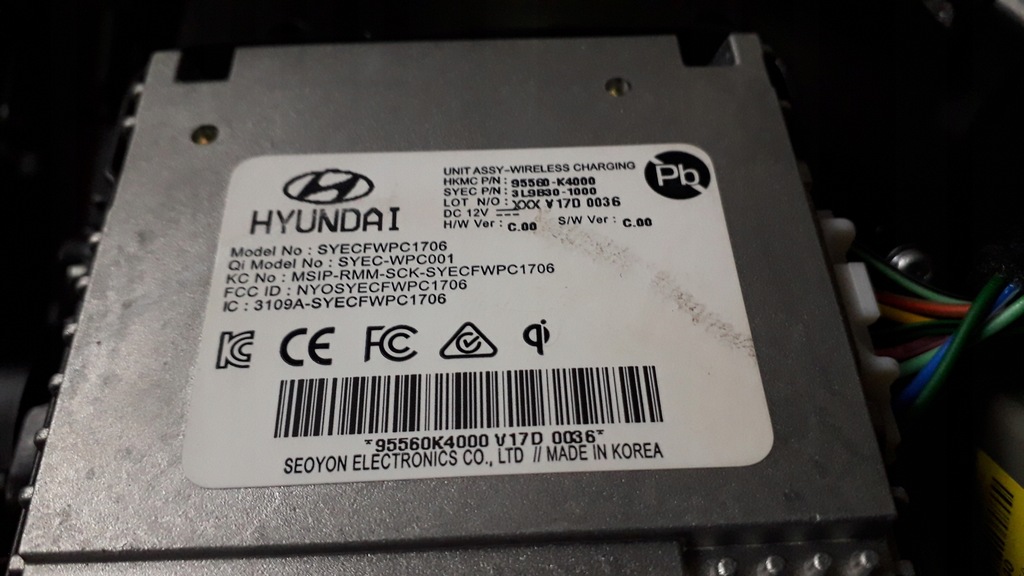 HYUNDAI
UNIT ASSY-WIRELESS CHARGING
HKMC P/N : 95560-K4000
SYEC P/N : 3L9B30-1000
LOT N/O : XXX V17D 0036
DC 12V
H/W Ver : C.00 S/W Ver : C.00
Pb
Model No : SYECFWPC1706
Qi Model No : SYEC-WPC001
KC No : MSIP-RMM-SCK-SYECFWPC1706
FCC ID : NYOSYECFWPC1706
IC : 3109A-SYECFWPC1706
KC CE FC qi
*95560K4000 V17D 0036*
SEOYON ELECTRONICS CO., LTD // MADE IN KOREA